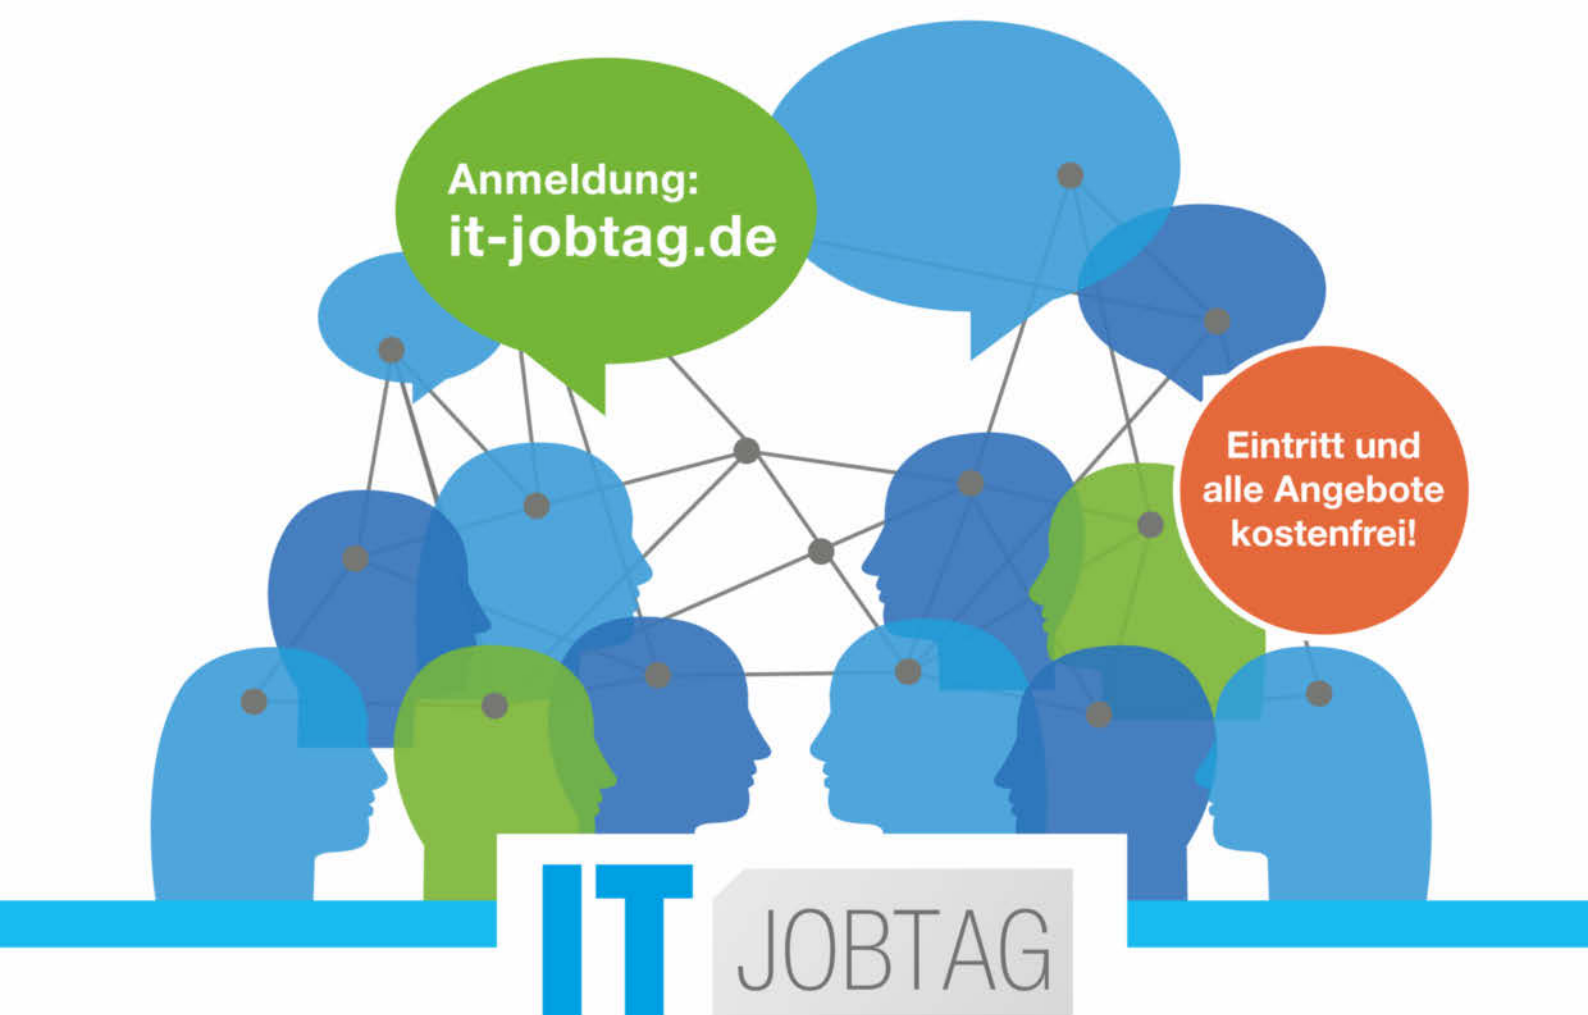 Anmeldung:
it-jobtag.de
Eintritt und
alle Angebote
kostenfrei!
IT JOBTAG